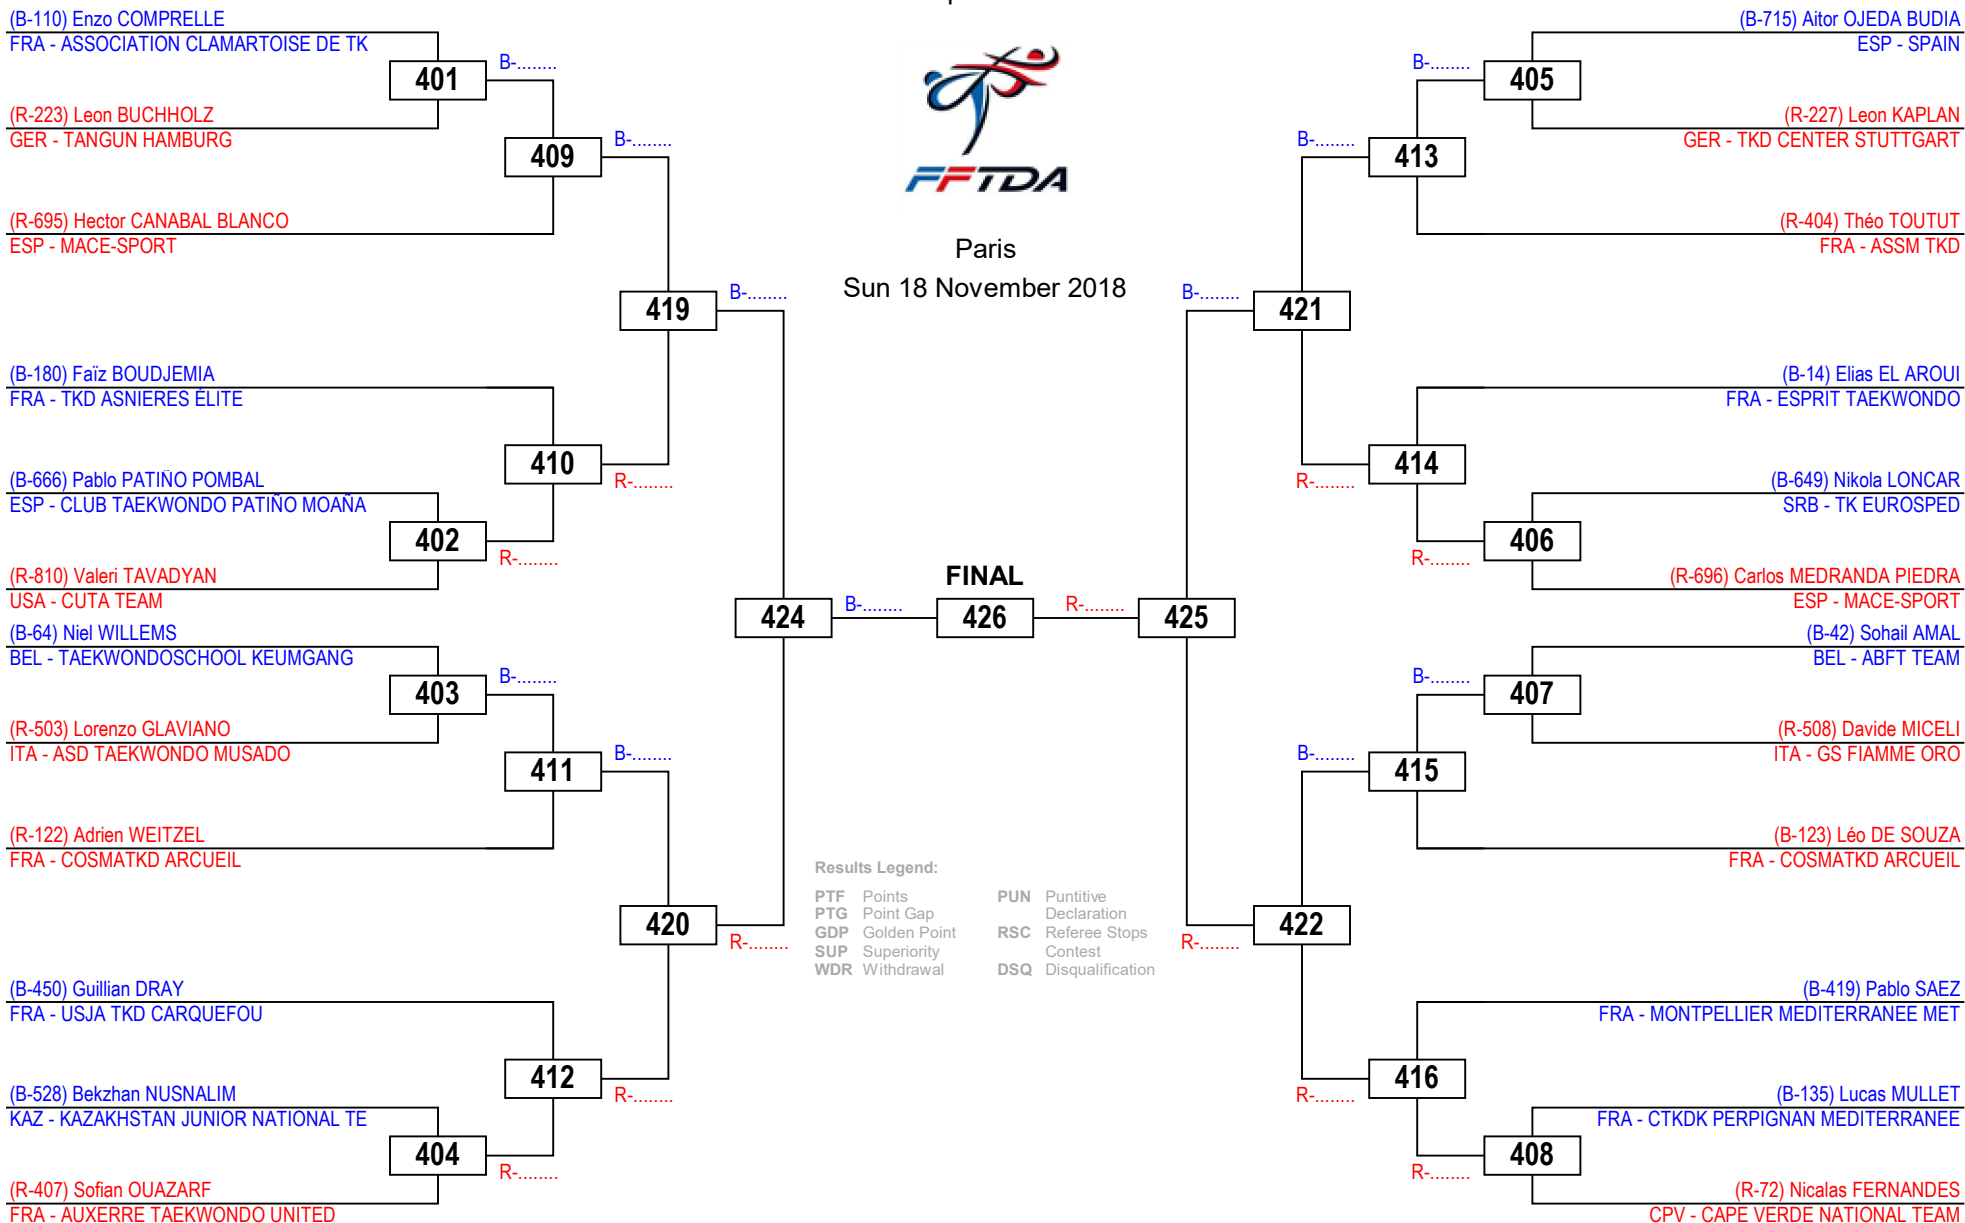 (B-110) Enzo COMPRELLE
FRA - ASSOCIATION CLAMARTOISE DE TK
401
B-........
(R-223) Leon BUCHHOLZ
GER - TANGUN HAMBURG
409
B-........
(R-695) Hector CANABAL BLANCO
ESP - MACE-SPORT
419
B-........
(B-180) Faïz BOUDJEMIA
FRA - TKD ASNIERES ÉLITE
410
R-........
(B-666) Pablo PATIÑO POMBAL
ESP - CLUB TAEKWONDO PATIÑO MOAÑA
402
R-........
(R-810) Valeri TAVADYAN
USA - CUTA TEAM
424
B-........
(B-64) Niel WILLEMS
BEL - TAEKWONDOSCHOOL KEUMGANG
403
B-........
(R-503) Lorenzo GLAVIANO
ITA - ASD TAEKWONDO MUSADO
411
B-........
(R-122) Adrien WEITZEL
FRA - COSMATKD ARCUEIL
420
R-........
(B-450) Guillian DRAY
FRA - USJA TKD CARQUEFOU
412
R-........
(B-528) Bekzhan NUSNALIM
KAZ - KAZAKHSTAN JUNIOR NATIONAL TE
404
R-........
(R-407) Sofian OUAZARF
FRA - AUXERRE TAEKWONDO UNITED
FFTDA
Paris
Sun 18 November 2018
FINAL
426
Results Legend:
PTF Points
PTG Point Gap
GDP Golden Point
SUP Superiority
WDR Withdrawal
PUN Puntitive
Declaration
RSC Referee Stops
Contest
DSQ Disqualification
(B-715) Aitor OJEDA BUDIA
ESP - SPAIN
B-........
405
(R-227) Leon KAPLAN
GER - TKD CENTER STUTTGART
B-........
413
(R-404) Théo TOUTUT
FRA - ASSM TKD
B-........
421
(B-14) Elias EL AROUI
FRA - ESPRIT TAEKWONDO
R-........
414
(B-649) Nikola LONCAR
SRB - TK EUROSPED
R-........
406
(R-696) Carlos MEDRANDA PIEDRA
ESP - MACE-SPORT
R-........
425
(B-42) Sohail AMAL
BEL - ABFT TEAM
B-........
407
(R-508) Davide MICELI
ITA - GS FIAMME ORO
B-........
415
(B-123) Léo DE SOUZA
FRA - COSMATKD ARCUEIL
R-........
422
(B-419) Pablo SAEZ
FRA - MONTPELLIER MEDITERRANEE MET
R-........
416
(B-135) Lucas MULLET
FRA - CTKDK PERPIGNAN MEDITERRANEE
R-........
408
(R-72) Nicalas FERNANDES
CPV - CAPE VERDE NATIONAL TEAM